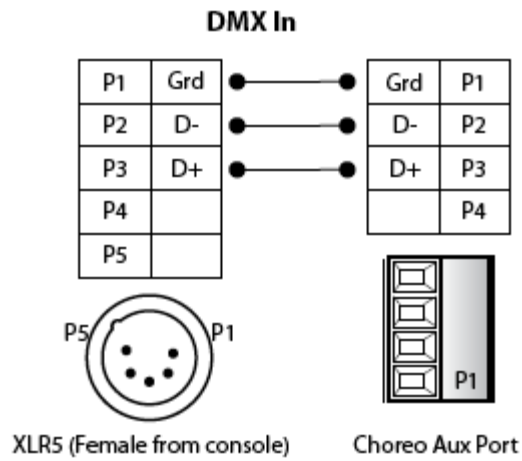 DMX In
P1 Grd Grd P1
P2 D- D- P2
P3 D+ D+ P3
P4 P4
P5
P5 P1
P1
XLR5 (Female from console) Choreo Aux Port